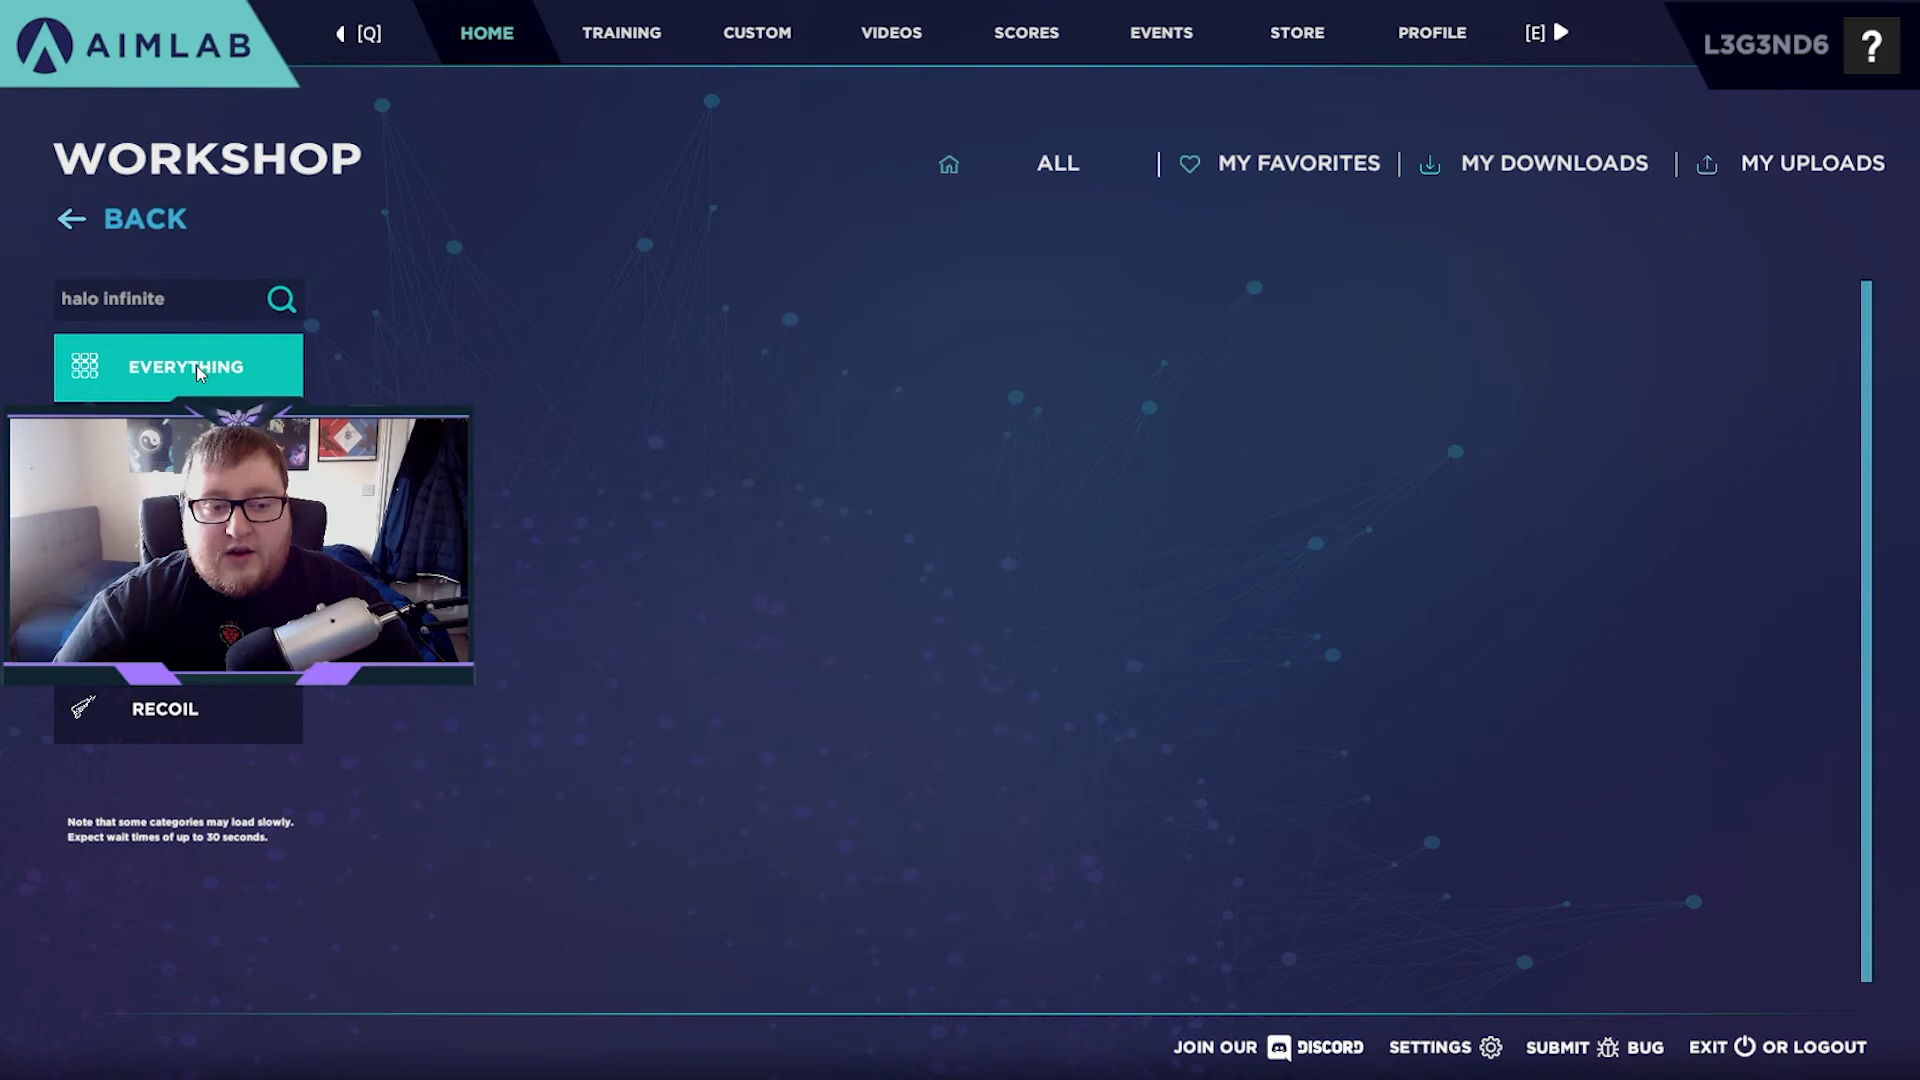 AIMLAB
[Q]
HOME
TRAINING
CUSTOM
VIDEOS
SCORES
EVENTS
STORE
PROFILE
[E]
L3G3ND6
?
WORKSHOP
ALL
MY FAVORITES
MY DOWNLOADS
MY UPLOADS
BACK
halo infinite
EVERYTHING
RECOIL
Note that some categories may load slowly.
Expect wait times of up to 30 seconds.
JOIN OUR DISCORD
SETTINGS
SUBMIT BUG
EXIT OR LOGOUT